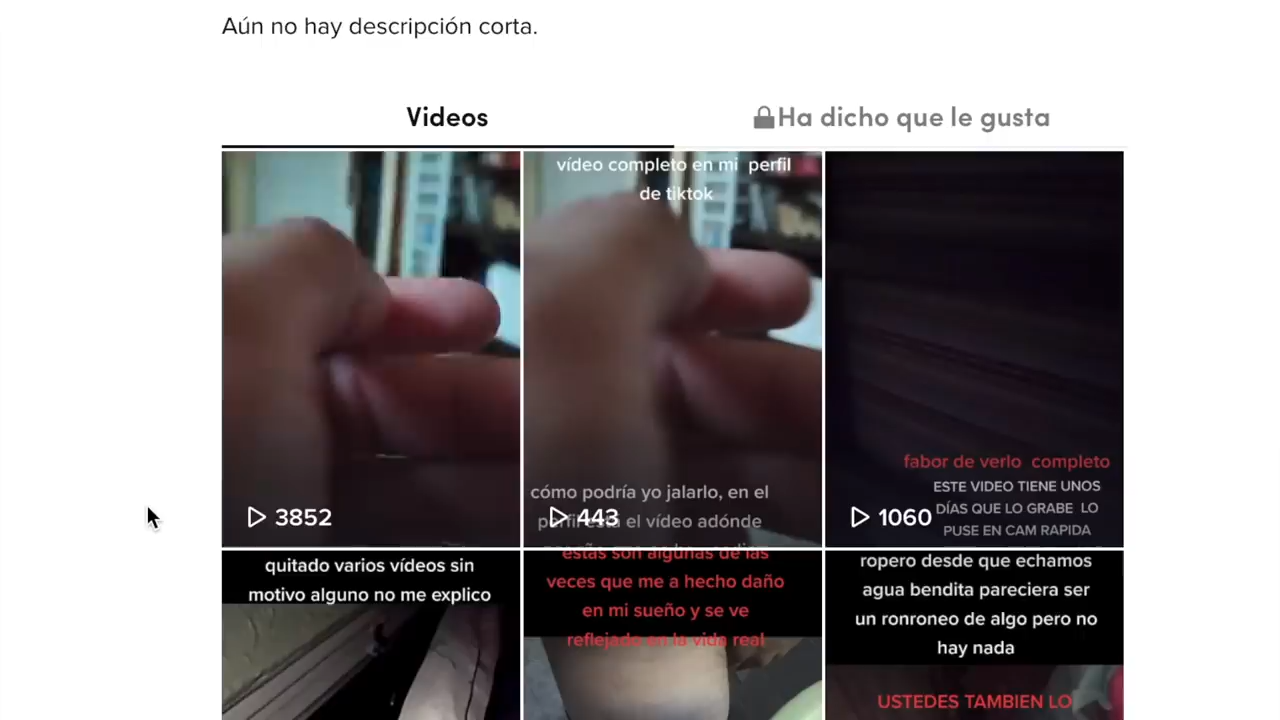 Aún no hay descripción corta.
Videos
Ha dicho que le gusta
3852
vídeo completo en mi perfil
de tiktok
cómo podría yo jalarlo, en el
el vídeo adónde
443
fabor de verlo completo
ESTE VIDEO TIENE UNOS
DÍAS QUE LO GRABE LO
PUSE EN CAM RAPIDA
1060
quitado varios vídeos sin
motivo alguno no me explico
estas son algunas de las
veces que me a hecho daño
en mi sueño y se ve
reflejado en la vida real
ropero desde que echamos
agua bendita pareciera ser
un ronroneo de algo pero no
hay nada
USTEDES TAMBIEN LO